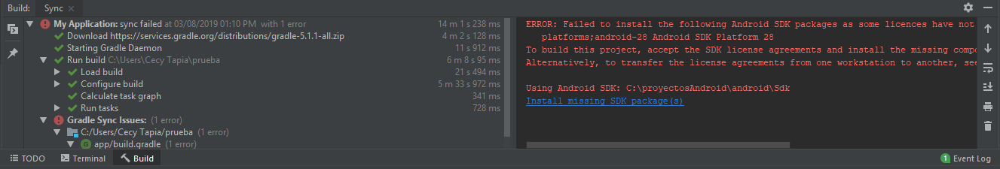 Build: Sync
My Application: sync failed at 03/08/2019 01:10 PM with 1 error 14 m 1 s 238 ms
Download https://services.gradle.org/distributions/gradle-5.1.1-all.zip 4 m 2 s 128 ms
Starting Gradle Daemon 11 s 912 ms
Run build C:\Users\Cecy Tapia\prueba 6 m 8 s 95 ms
Load build 21 s 494 ms
Configure build 5 m 33 s 972 ms
Calculate task graph 341 ms
Run tasks 728 ms
Gradle Sync Issues: (1 error)
C:/Users/Cecy Tapia/prueba (1 error)
app/build.gradle (1 error)
ERROR: Failed to install the following Android SDK packages as some licences have not
platforms;android-28 Android SDK Platform 28
To build this project, accept the SDK license agreements and install the missing compo
Alternatively, to transfer the license agreements from one workstation to another, see
Using Android SDK: C:\proyectosAndroid\android\Sdk
Install missing SDK package(s)
TODO Terminal Build 1 Event Log